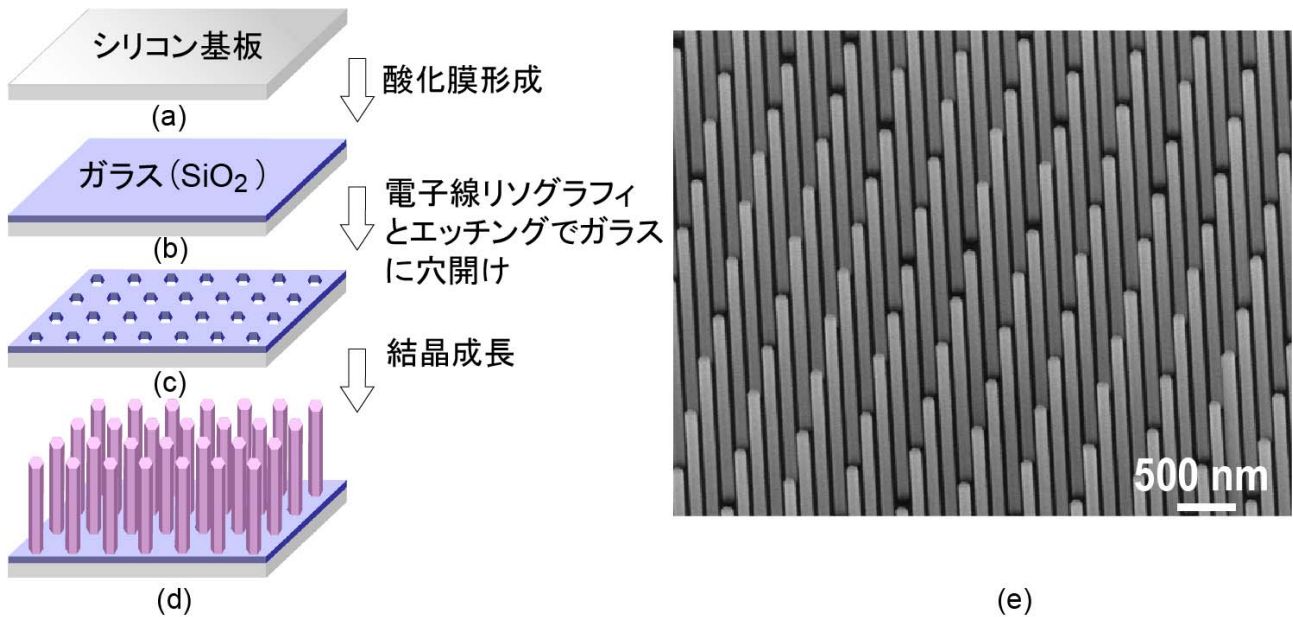 シリコン基板
(a)
酸化膜形成
ガラス（SiO₂）
(b)
電子線リソグラフィ
とエッチングでガラス
に穴開け
(c)
結晶成長
(d)
500 nm
(e)